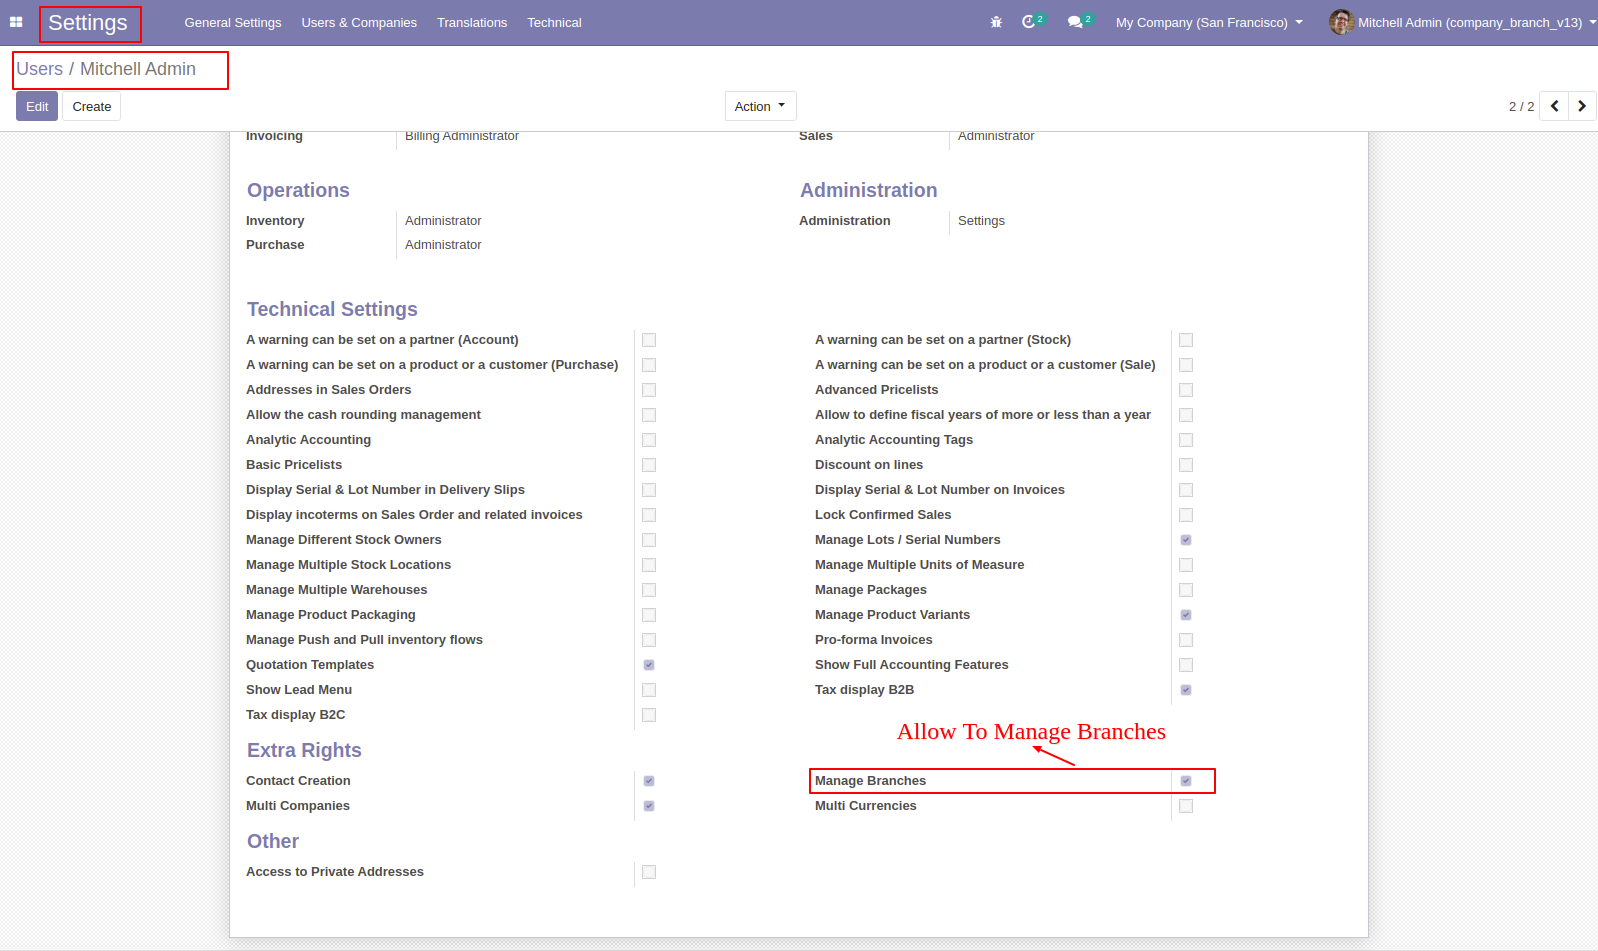 Settings General Settings Users & Companies Translations Technical 2 2 My Company (San Francisco) Mitchell Admin (company_branch_v13)
Users / Mitchell Admin
Edit Create Action 2 / 2
Invoicing Billing Administrator Sales Administrator
Operations Administration
Inventory Administrator Administration Settings
Purchase Administrator
Technical Settings
A warning can be set on a partner (Account) A warning can be set on a partner (Stock)
A warning can be set on a product or a customer (Purchase) A warning can be set on a product or a customer (Sale)
Addresses in Sales Orders Advanced Pricelists
Allow the cash rounding management Allow to define fiscal years of more or less than a year
Analytic Accounting Analytic Accounting Tags
Basic Pricelists Discount on lines
Display Serial & Lot Number in Delivery Slips Display Serial & Lot Number on Invoices
Display incoterms on Sales Order and related invoices Lock Confirmed Sales
Manage Different Stock Owners Manage Lots / Serial Numbers
Manage Multiple Stock Locations Manage Multiple Units of Measure
Manage Multiple Warehouses Manage Packages
Manage Product Packaging Manage Product Variants
Manage Push and Pull inventory flows Pro-forma Invoices
Quotation Templates Show Full Accounting Features
Show Lead Menu Tax display B2B
Tax display B2C
Allow To Manage Branches
Extra Rights
Contact Creation Manage Branches
Multi Companies Multi Currencies
Other
Access to Private Addresses